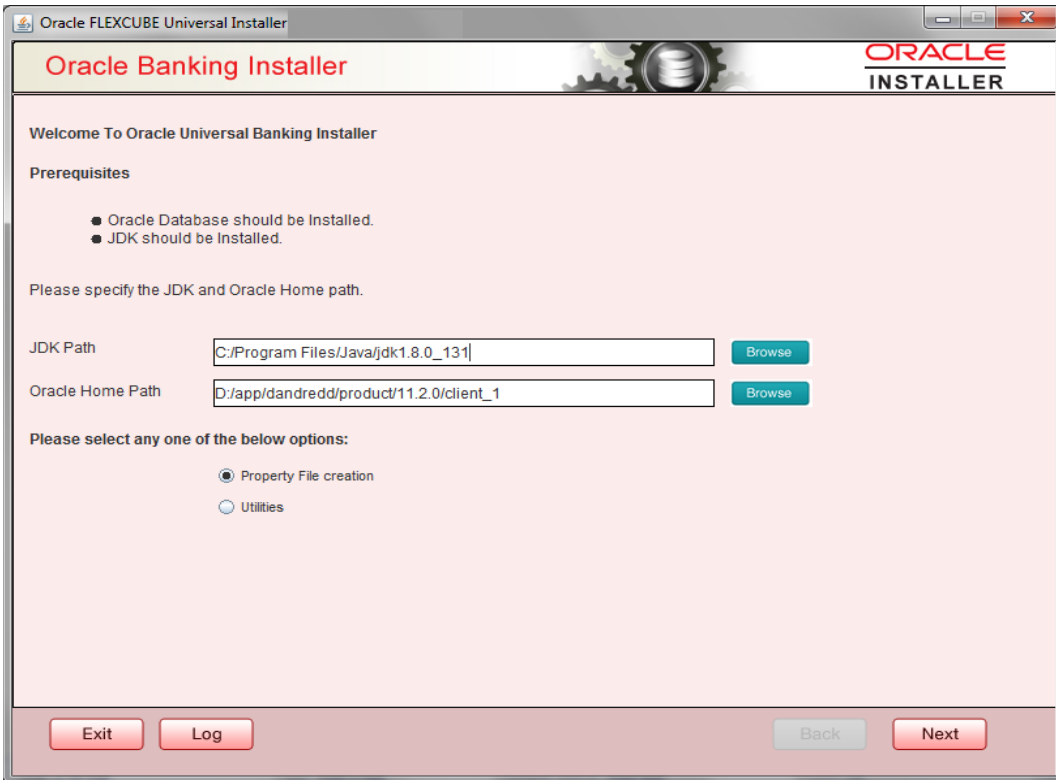 Oracle FLEXCUBE Universal Installer
Oracle Banking Installer
ORACLE
INSTALLER
Welcome To Oracle Universal Banking Installer
Prerequisites
Oracle Database should be Installed.
JDK should be Installed.
Please specify the JDK and Oracle Home path.
JDK Path
C:/Program Files/Java/jdk1.8.0_131
Browse
Oracle Home Path
D:/app/dandredd/product/11.2.0/client_1
Browse
Please select any one of the below options:
Property File creation
Utilities
Exit
Log
Back
Next